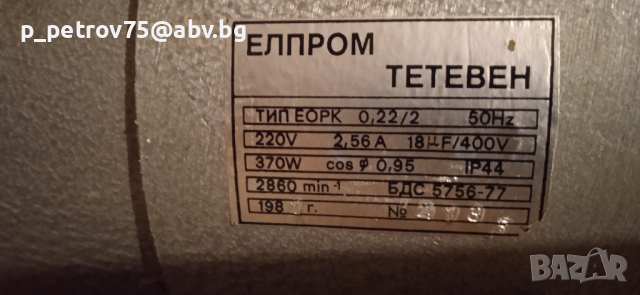 p_petrov75@abv.bg
ЕЛПРОМ
ТЕТЕВЕН
ТИП ЕОРК 0,22/2 50Hz
220V 2,56A 18µF/400V
370W cos φ 0,95 IP44
2860 min⁻¹ БДС 5756-77
198 г. №
BAZAR